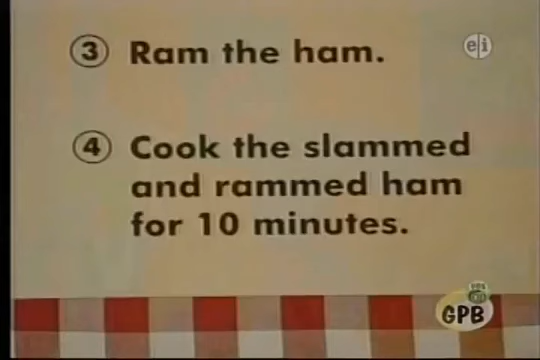 3 Ram the ham.
e/i
4 Cook the slammed
and rammed ham
for 10 minutes.
GPB